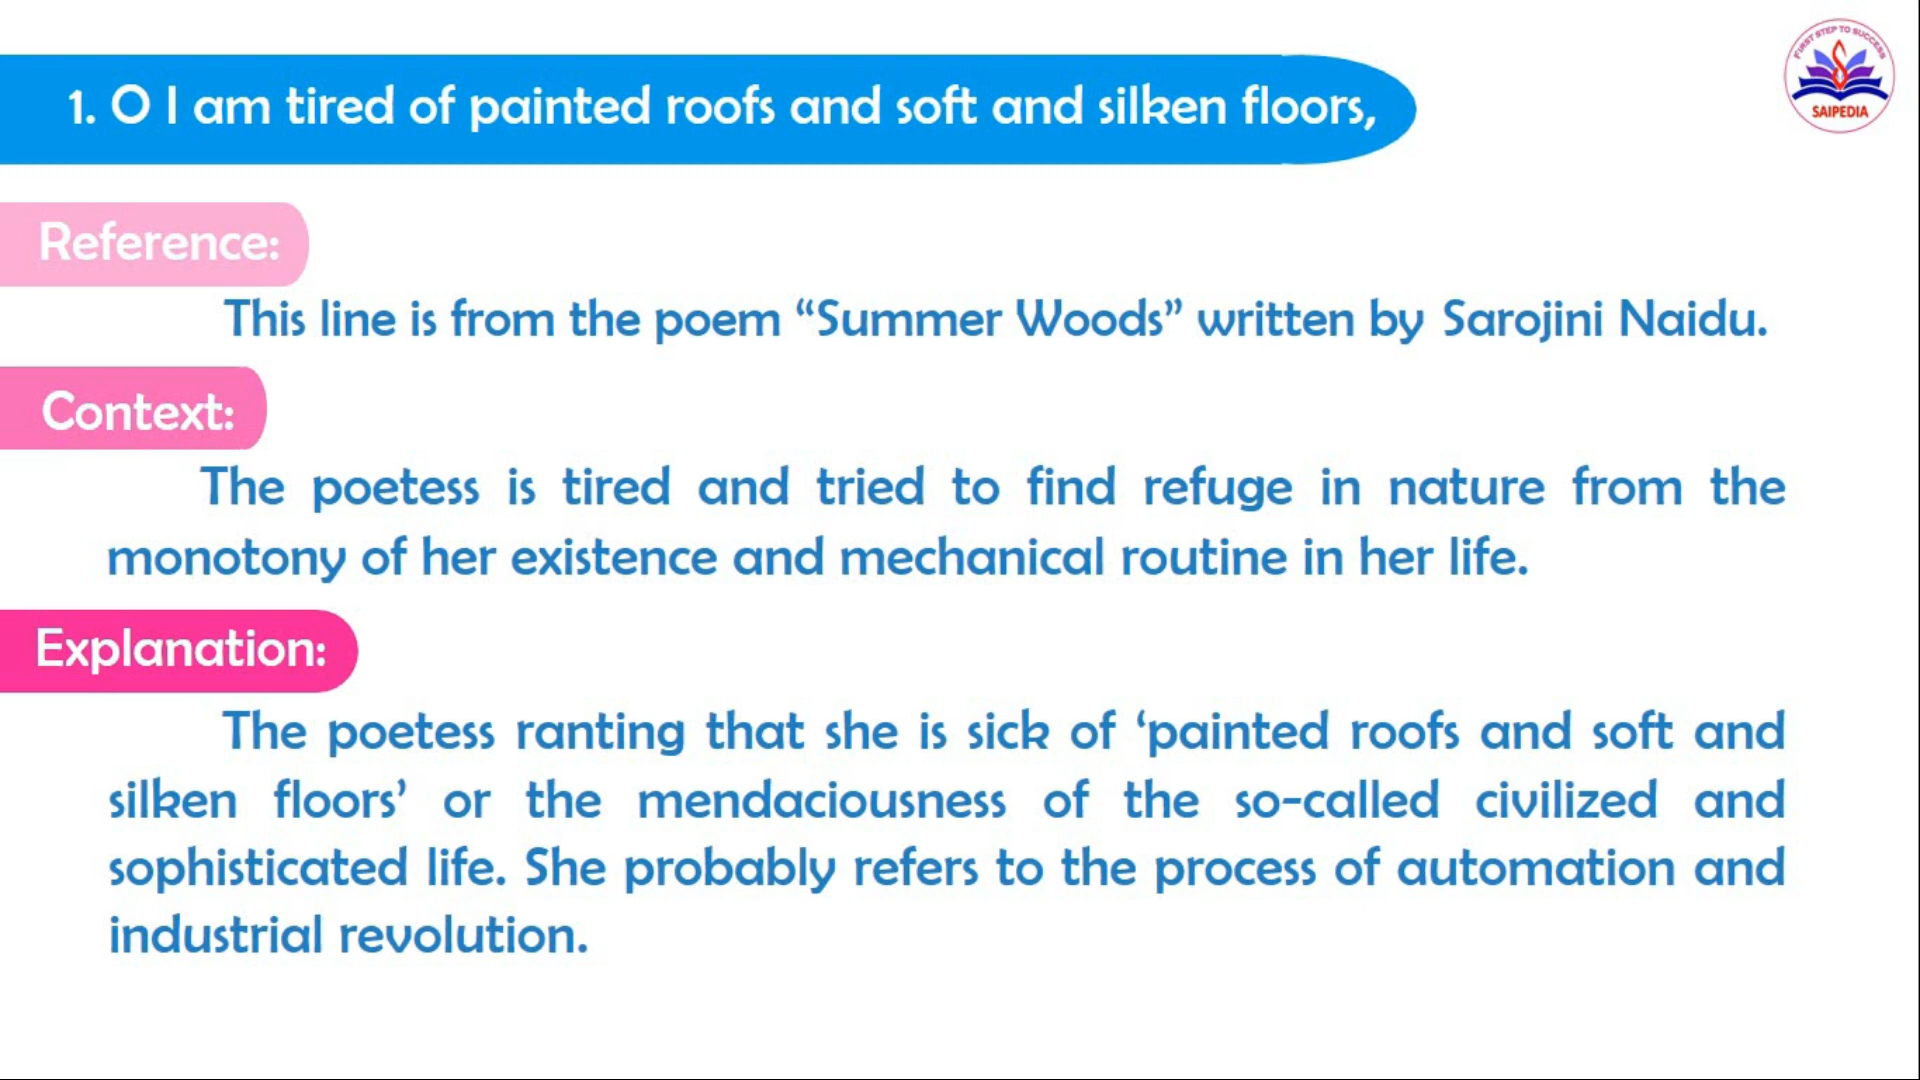 FIRST STEP TO SUCCESS
SAIPEDIA
1. O I am tired of painted roofs and soft and silken floors,
Reference:
This line is from the poem “Summer Woods” written by Sarojini Naidu.
Context:
The poetess is tired and tried to find refuge in nature from the
monotony of her existence and mechanical routine in her life.
Explanation:
The poetess ranting that she is sick of ‘painted roofs and soft and
silken floors’ or the mendaciousness of the so-called civilized and
sophisticated life. She probably refers to the process of automation and
industrial revolution.